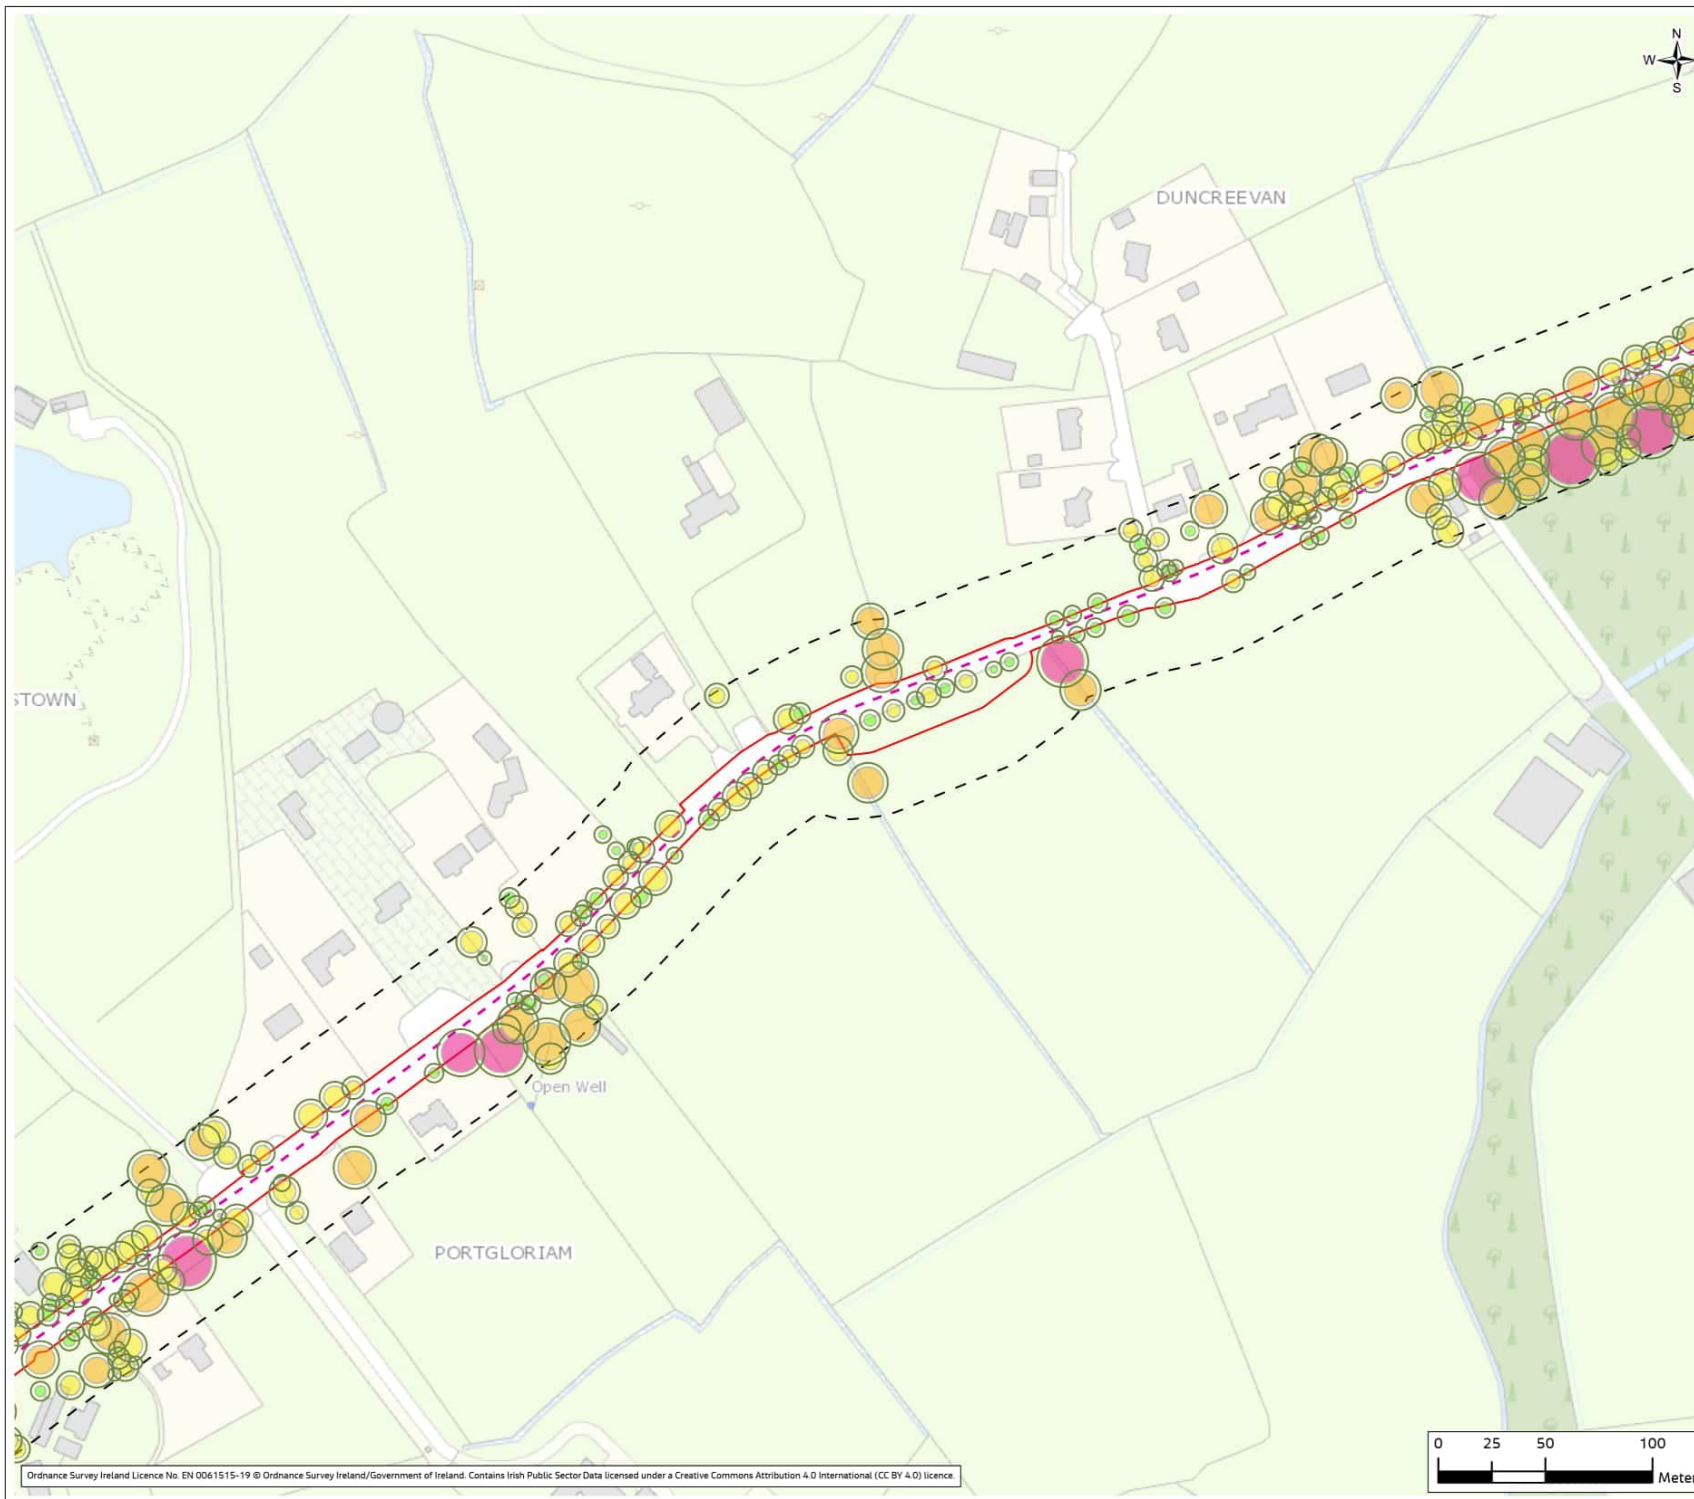 N
W
S
DUNCREEVAN
STOWN
Open Well
PORTGLORIAM
0 25 50 100
Meter
Ordnance Survey Ireland Licence No. EN 0061515-19 © Ordnance Survey Ireland/Government of Ireland. Contains Irish Public Sector Data licensed under a Creative Commons Attribution 4.0 International (CC BY 4.0) licence.